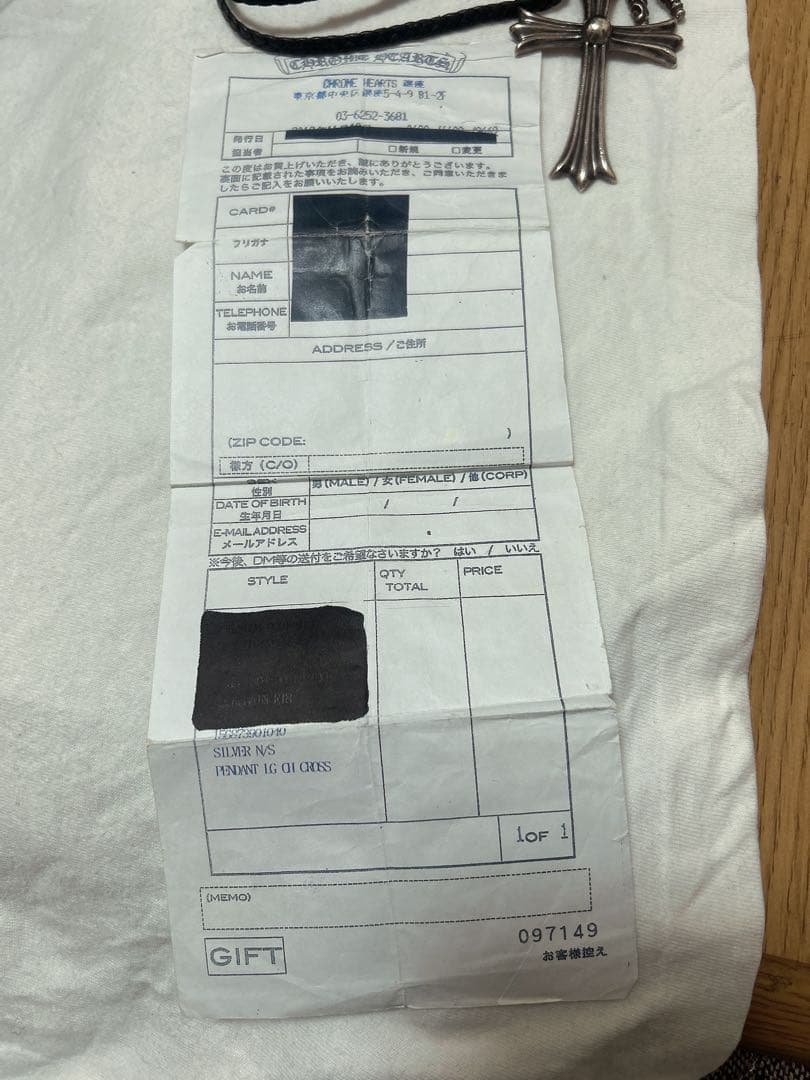 CHROME HEARTS
CHROME HEARTS 銀座
東京都中央区銀座5-4-9 B1-2F
03-6252-3681
発行日
担当者 □新規 □変更
この度はお買上げいただき、誠にありがとうございます。
裏面に記載された事項をお読みいただき、ご同意いただきま
したらご記入をお願いいたします。
CARD#
フリガナ
NAME
お名前
TELEPHONE
お電話番号
ADDRESS/ご住所
(ZIP CODE: )
様方 (C/O)
性別 男(MALE)/女(FEMALE)/他(CORP)
DATE OF BIRTH / /
生年月日
E-MAIL ADDRESS
メールアドレス
※今後、DM等の送付をご希望なさいますか? はい / いいえ
STYLE QTY TOTAL PRICE
SILVER N/S
PENDANT LG CH CROSS
1 OF 1
(MEMO)
GIFT
097149
お客様控え